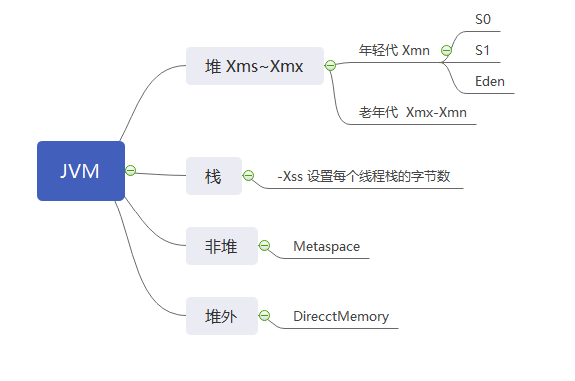 JVM
堆 Xms~Xmx
年轻代 Xmn
S0
S1
Eden
老年代 Xmx-Xmn
栈
-Xss 设置每个线程栈的字节数
非堆
Metaspace
堆外
DirecctMemory